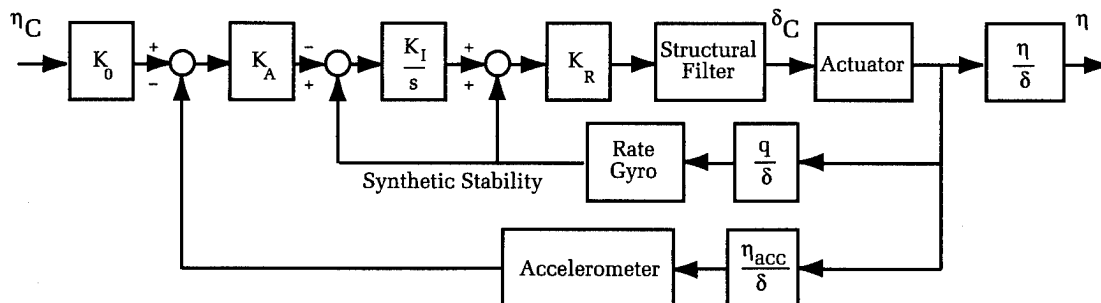 η_C
K_0
+
−
K_A
−
+
K_I
s
+
+
K_R
Structural
Filter
δ_C
Actuator
η
δ
η
Rate
Gyro
q
δ
Synthetic Stability
Accelerometer
η_acc
δ